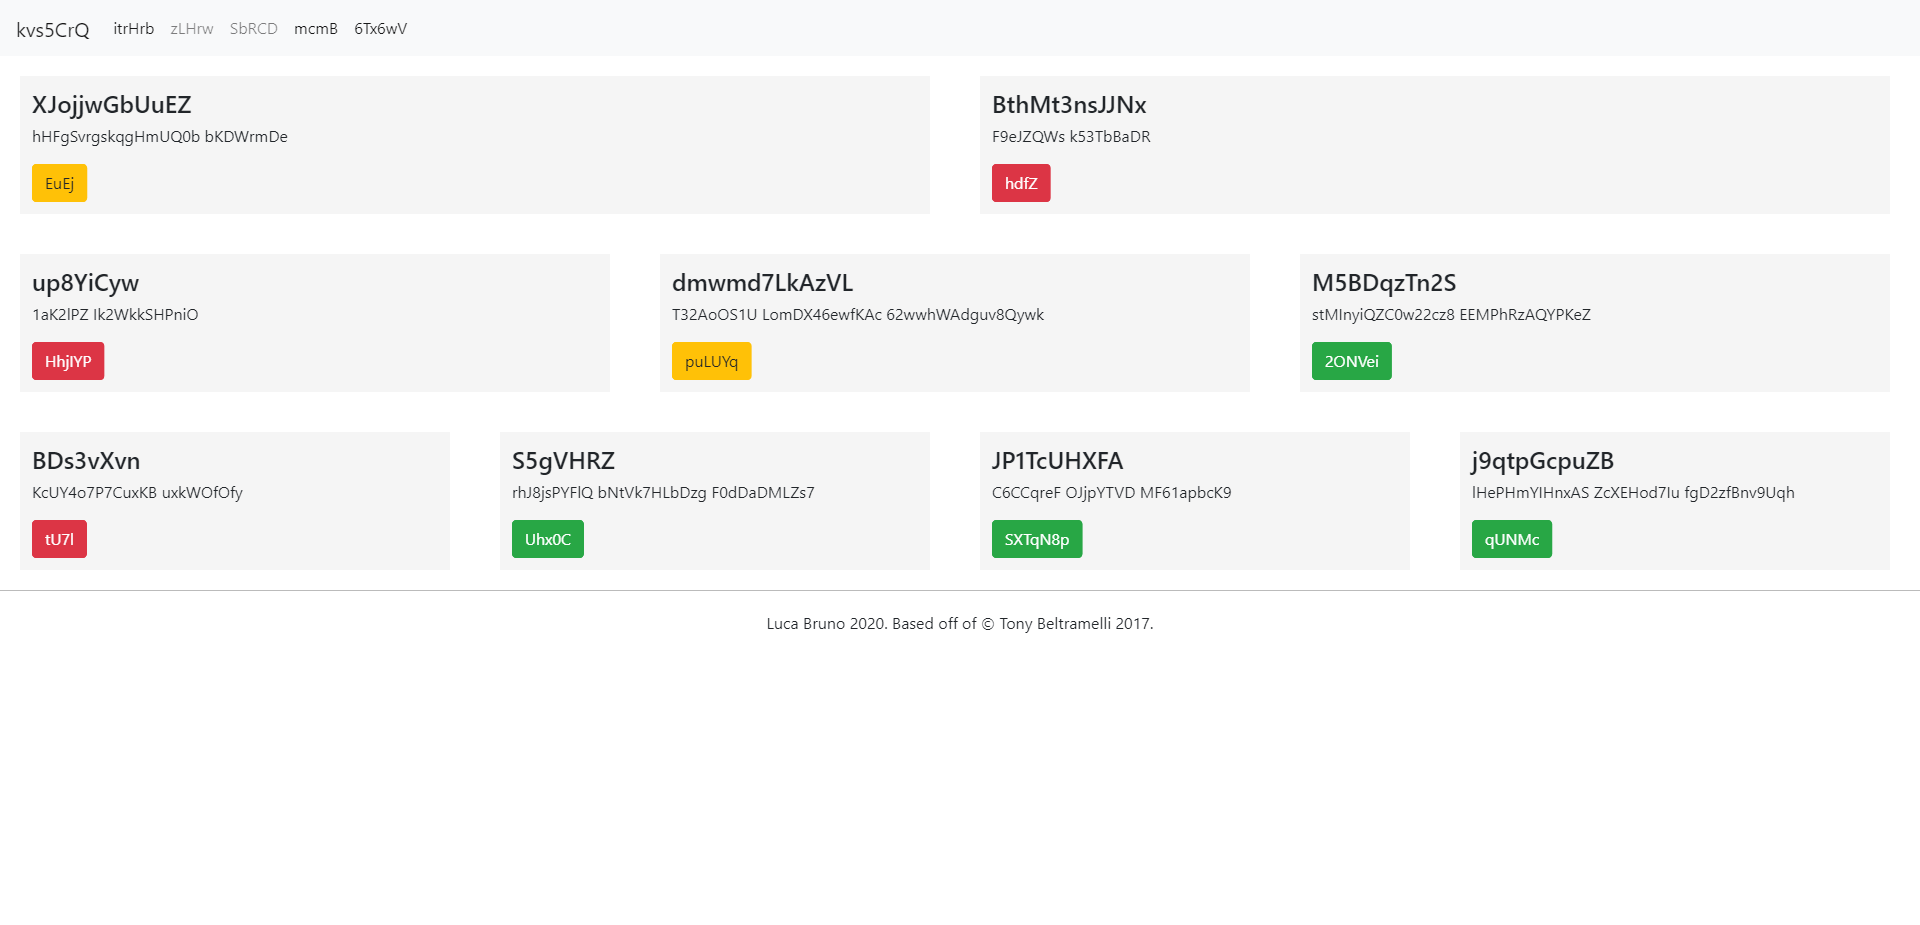 kvs5CrQ itrHrb zLHrw SbRCD mcmB 6Tx6wV
XJojjwGbUuEZ
hHFgSvrgskqgHmUQ0b bKDWrmDe
EuEj
BthMt3nsJJNx
F9eJZQWs k53TbBaDR
hdfZ
up8YiCyw
1aK2lPZ Ik2WkkSHPniO
HhjIYP
dmwmd7LkAzVL
T32AoOS1U LomDX46ewfKAc 62wwhWAdguv8Qywk
puLUYq
M5BDqzTn2S
stMInyiQZC0w22cz8 EEMPhRzAQYPKeZ
2ONVei
BDs3vXvn
KcUY4o7P7CuxKB uxkWOfOfy
tU7l
S5gVHRZ
rhJ8jsPYFlQ bNtVk7HLbDzg F0dDaDMLZs7
Uhx0C
JP1TcUHXFA
C6CCqreF OJjpYTVD MF61apbcK9
SXTqN8p
j9qtpGcpuZB
lHePHmYIHnxAS ZcXEHod7Iu fgD2zfBnv9Uqh
qUNMc
Luca Bruno 2020. Based off of © Tony Beltramelli 2017.